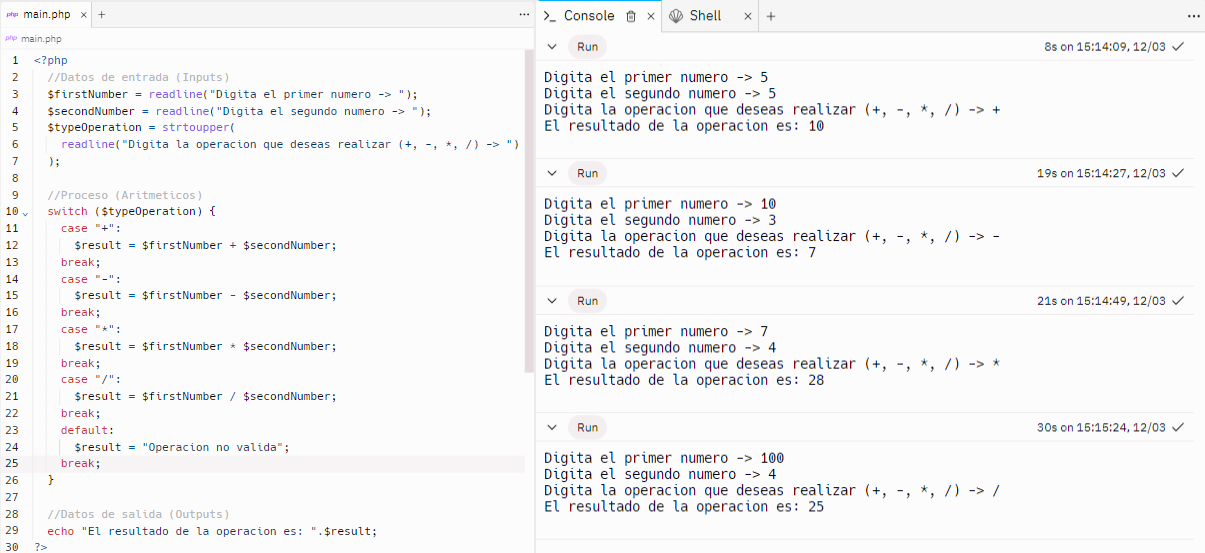 php main.php × +
php main.php
1 <?php
2 //Datos de entrada (Inputs)
3 $firstNumber = readline("Digita el primer numero -> ");
4 $secondNumber = readline("Digita el segundo numero -> ");
5 $typeOperation = strtoupper(
6 readline("Digita la operacion que deseas realizar (+, -, *, /) -> ")
7 );
8
9 //Proceso (Aritmeticos)
10 switch ($typeOperation) {
11 case "+":
12 $result = $firstNumber + $secondNumber;
13 break;
14 case "-":
15 $result = $firstNumber - $secondNumber;
16 break;
17 case "*":
18 $result = $firstNumber * $secondNumber;
19 break;
20 case "/":
21 $result = $firstNumber / $secondNumber;
22 break;
23 default:
24 $result = "Operacion no valida";
25 break;
26 }
27
28 //Datos de salida (Outputs)
29 echo "El resultado de la operacion es: ".$result;
30 ?>
Console × Shell × +
Run 8s on 15:14:09, 12/03
Digita el primer numero -> 5
Digita el segundo numero -> 5
Digita la operacion que deseas realizar (+, -, *, /) -> +
El resultado de la operacion es: 10
Run 19s on 15:14:27, 12/03
Digita el primer numero -> 10
Digita el segundo numero -> 3
Digita la operacion que deseas realizar (+, -, *, /) -> -
El resultado de la operacion es: 7
Run 21s on 15:14:49, 12/03
Digita el primer numero -> 7
Digita el segundo numero -> 4
Digita la operacion que deseas realizar (+, -, *, /) -> *
El resultado de la operacion es: 28
Run 30s on 15:15:24, 12/03
Digita el primer numero -> 100
Digita el segundo numero -> 4
Digita la operacion que deseas realizar (+, -, *, /) -> /
El resultado de la operacion es: 25